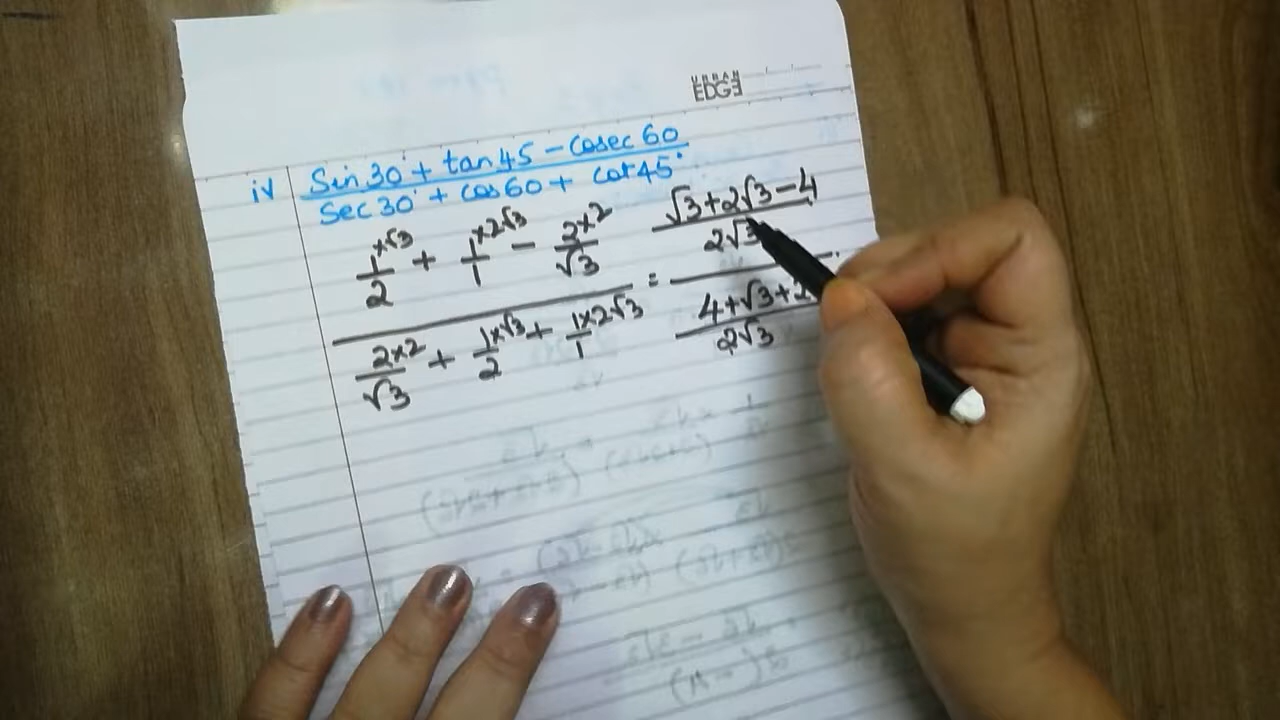 URBAN
EDGE
iv Sin 30° + tan 45 - Cosec 60
Sec 30° + cos 60 + cot 45°
1/2 ×√3 + 1/1 ×2√3 - 2×2/√3
2×2/√3 + 1×√3/2 + 1×2√3/1
= √3+2√3-4
2√3
4+√3+2
2√3